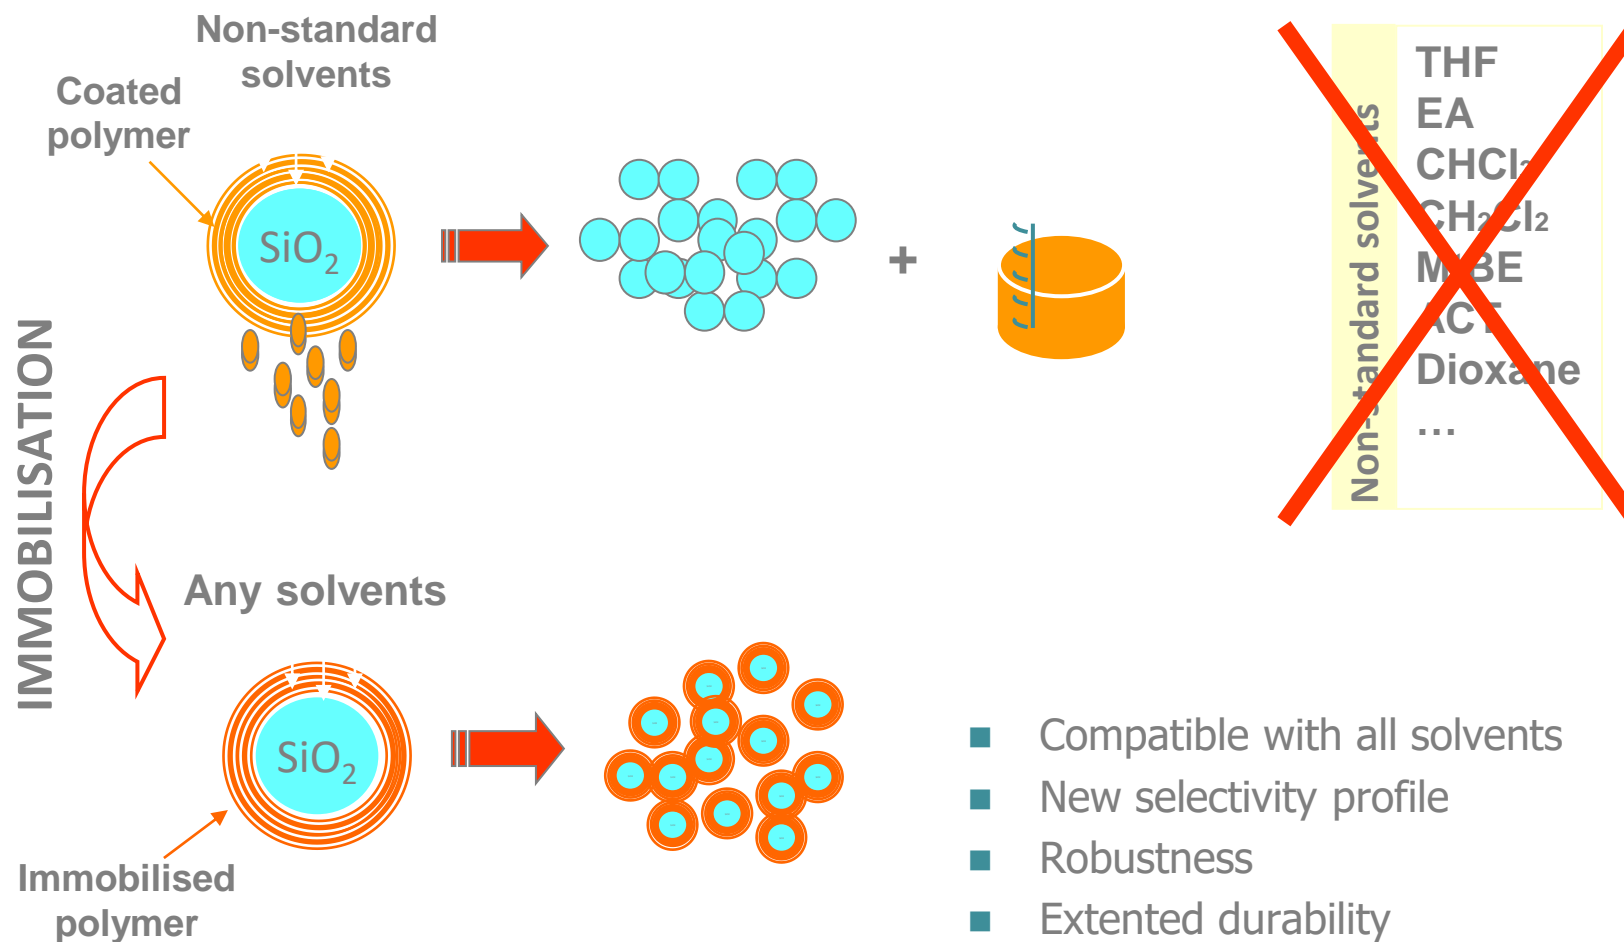 Non-standard
solvents
Coated
polymer
SiO₂
+
THF
EA
CHCl₃
CH₂Cl₂
MtBE
ACT
Dioxane
…
Non-standard solvents
IMMOBILISATION
Any solvents
SiO₂
Immobilised
polymer
Compatible with all solvents
New selectivity profile
Robustness
Extented durability